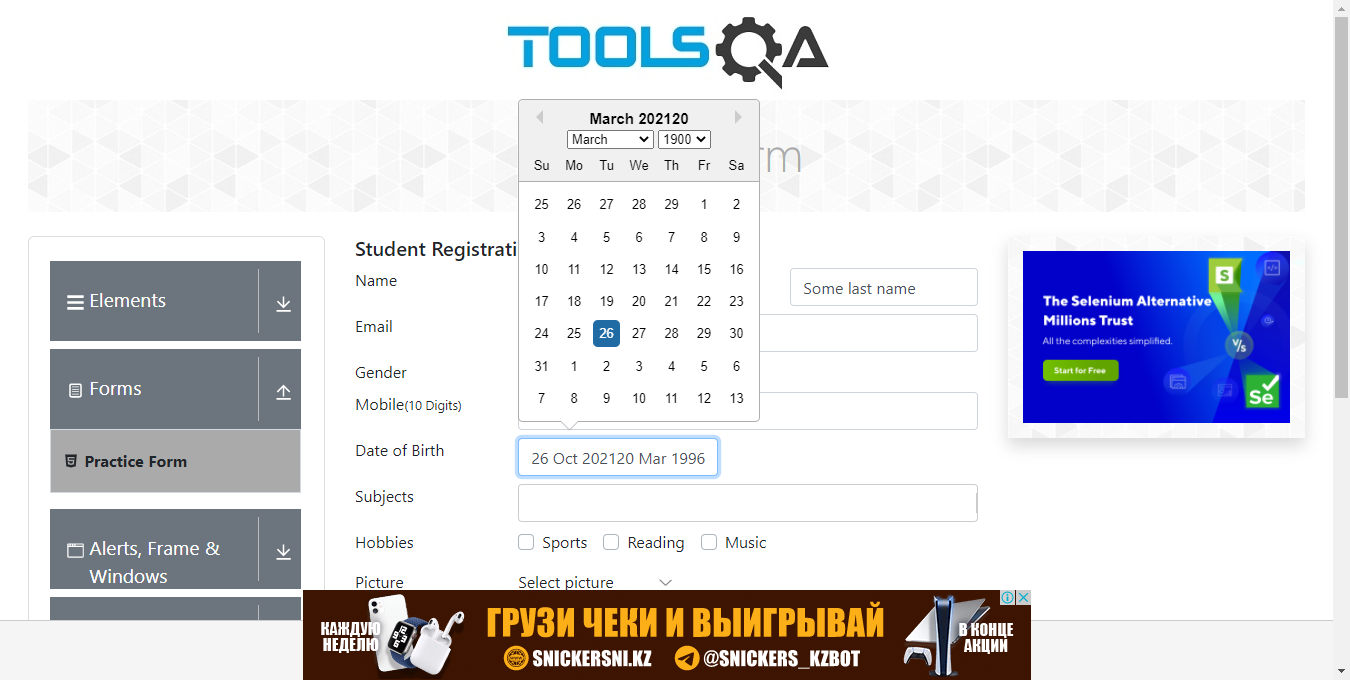 TOOLSQA
rm
March 202120
March 1900
Su Mo Tu We Th Fr Sa
25 26 27 28 29 1 2
3 4 5 6 7 8 9
10 11 12 13 14 15 16
17 18 19 20 21 22 23
24 25 26 27 28 29 30
31 1 2 3 4 5 6
7 8 9 10 11 12 13
Elements
Forms
Practice Form
Alerts, Frame &
Windows
Student Registrati
Name
Some last name
Email
Gender
Mobile(10 Digits)
Date of Birth
26 Oct 202120 Mar 1996
Subjects
Hobbies
Sports Reading Music
Picture
Select picture
The Selenium Alternative
Millions Trust
All the complexities simplified.
Start for Free
S
V/s
Se
КАЖДУЮ
НЕДЕЛЮ
ГРУЗИ ЧЕКИ И ВЫИГРЫВАЙ
SNICKERSNI.KZ @SNICKERS_KZBOT
В КОНЦЕ
АКЦИИ